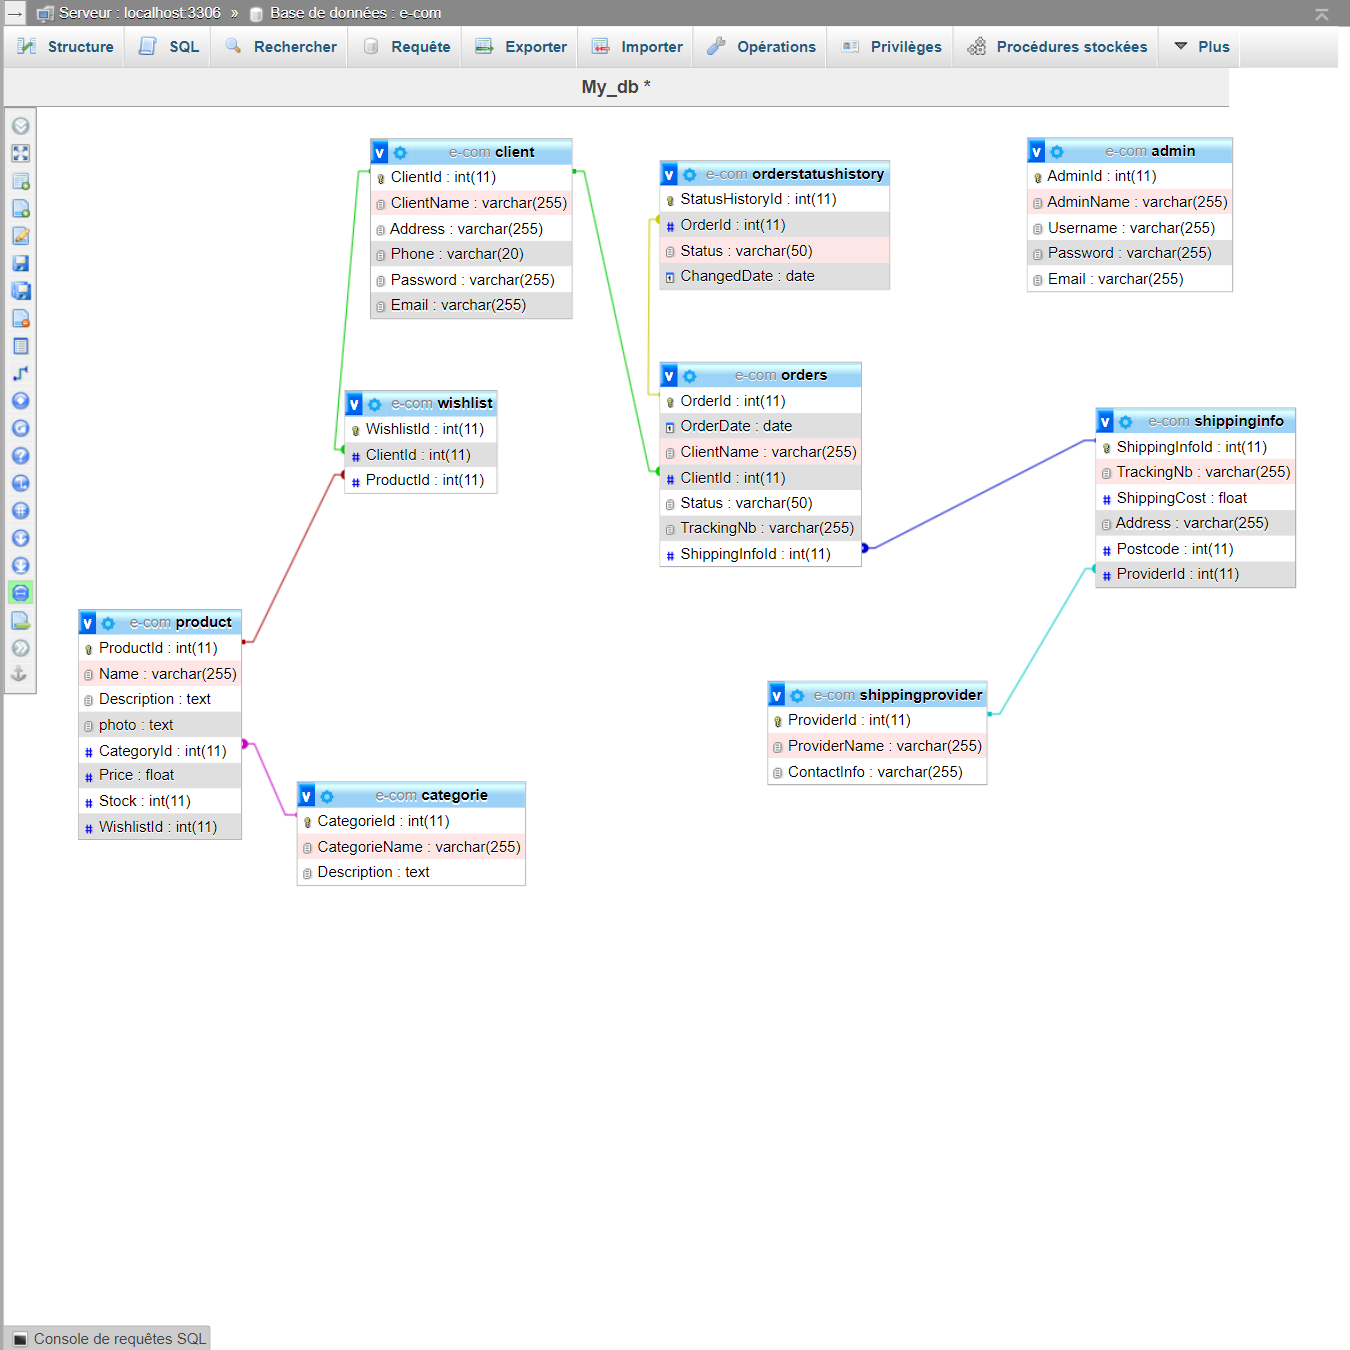 Serveur : localhost:3306 » Base de données : e-com
Structure SQL Rechercher Requête Exporter Importer Opérations Privilèges Procédures stockées Plus
My_db *
e-com client
ClientId : int(11)
ClientName : varchar(255)
Address : varchar(255)
Phone : varchar(20)
Password : varchar(255)
Email : varchar(255)
e-com orderstatushistory
StatusHistoryId : int(11)
OrderId : int(11)
Status : varchar(50)
ChangedDate : date
e-com admin
AdminId : int(11)
AdminName : varchar(255)
Username : varchar(255)
Password : varchar(255)
Email : varchar(255)
e-com wishlist
WishlistId : int(11)
ClientId : int(11)
ProductId : int(11)
e-com orders
OrderId : int(11)
OrderDate : date
ClientName : varchar(255)
ClientId : int(11)
Status : varchar(50)
TrackingNb : varchar(255)
ShippingInfoId : int(11)
e-com shippinginfo
ShippingInfoId : int(11)
TrackingNb : varchar(255)
ShippingCost : float
Address : varchar(255)
Postcode : int(11)
ProviderId : int(11)
e-com product
ProductId : int(11)
Name : varchar(255)
Description : text
photo : text
CategoryId : int(11)
Price : float
Stock : int(11)
WishlistId : int(11)
e-com shippingprovider
ProviderId : int(11)
ProviderName : varchar(255)
ContactInfo : varchar(255)
e-com categorie
CategorieId : int(11)
CategorieName : varchar(255)
Description : text
Console de requêtes SQL